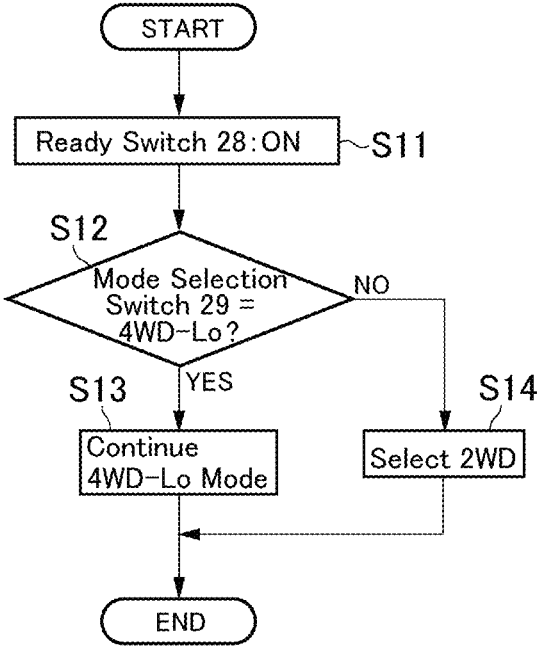 START
Ready Switch 28:ON
S11
S12
Mode Selection
Switch 29 =
4WD-Lo?
NO
YES
S13
S14
Continue
4WD-Lo Mode
Select 2WD
END